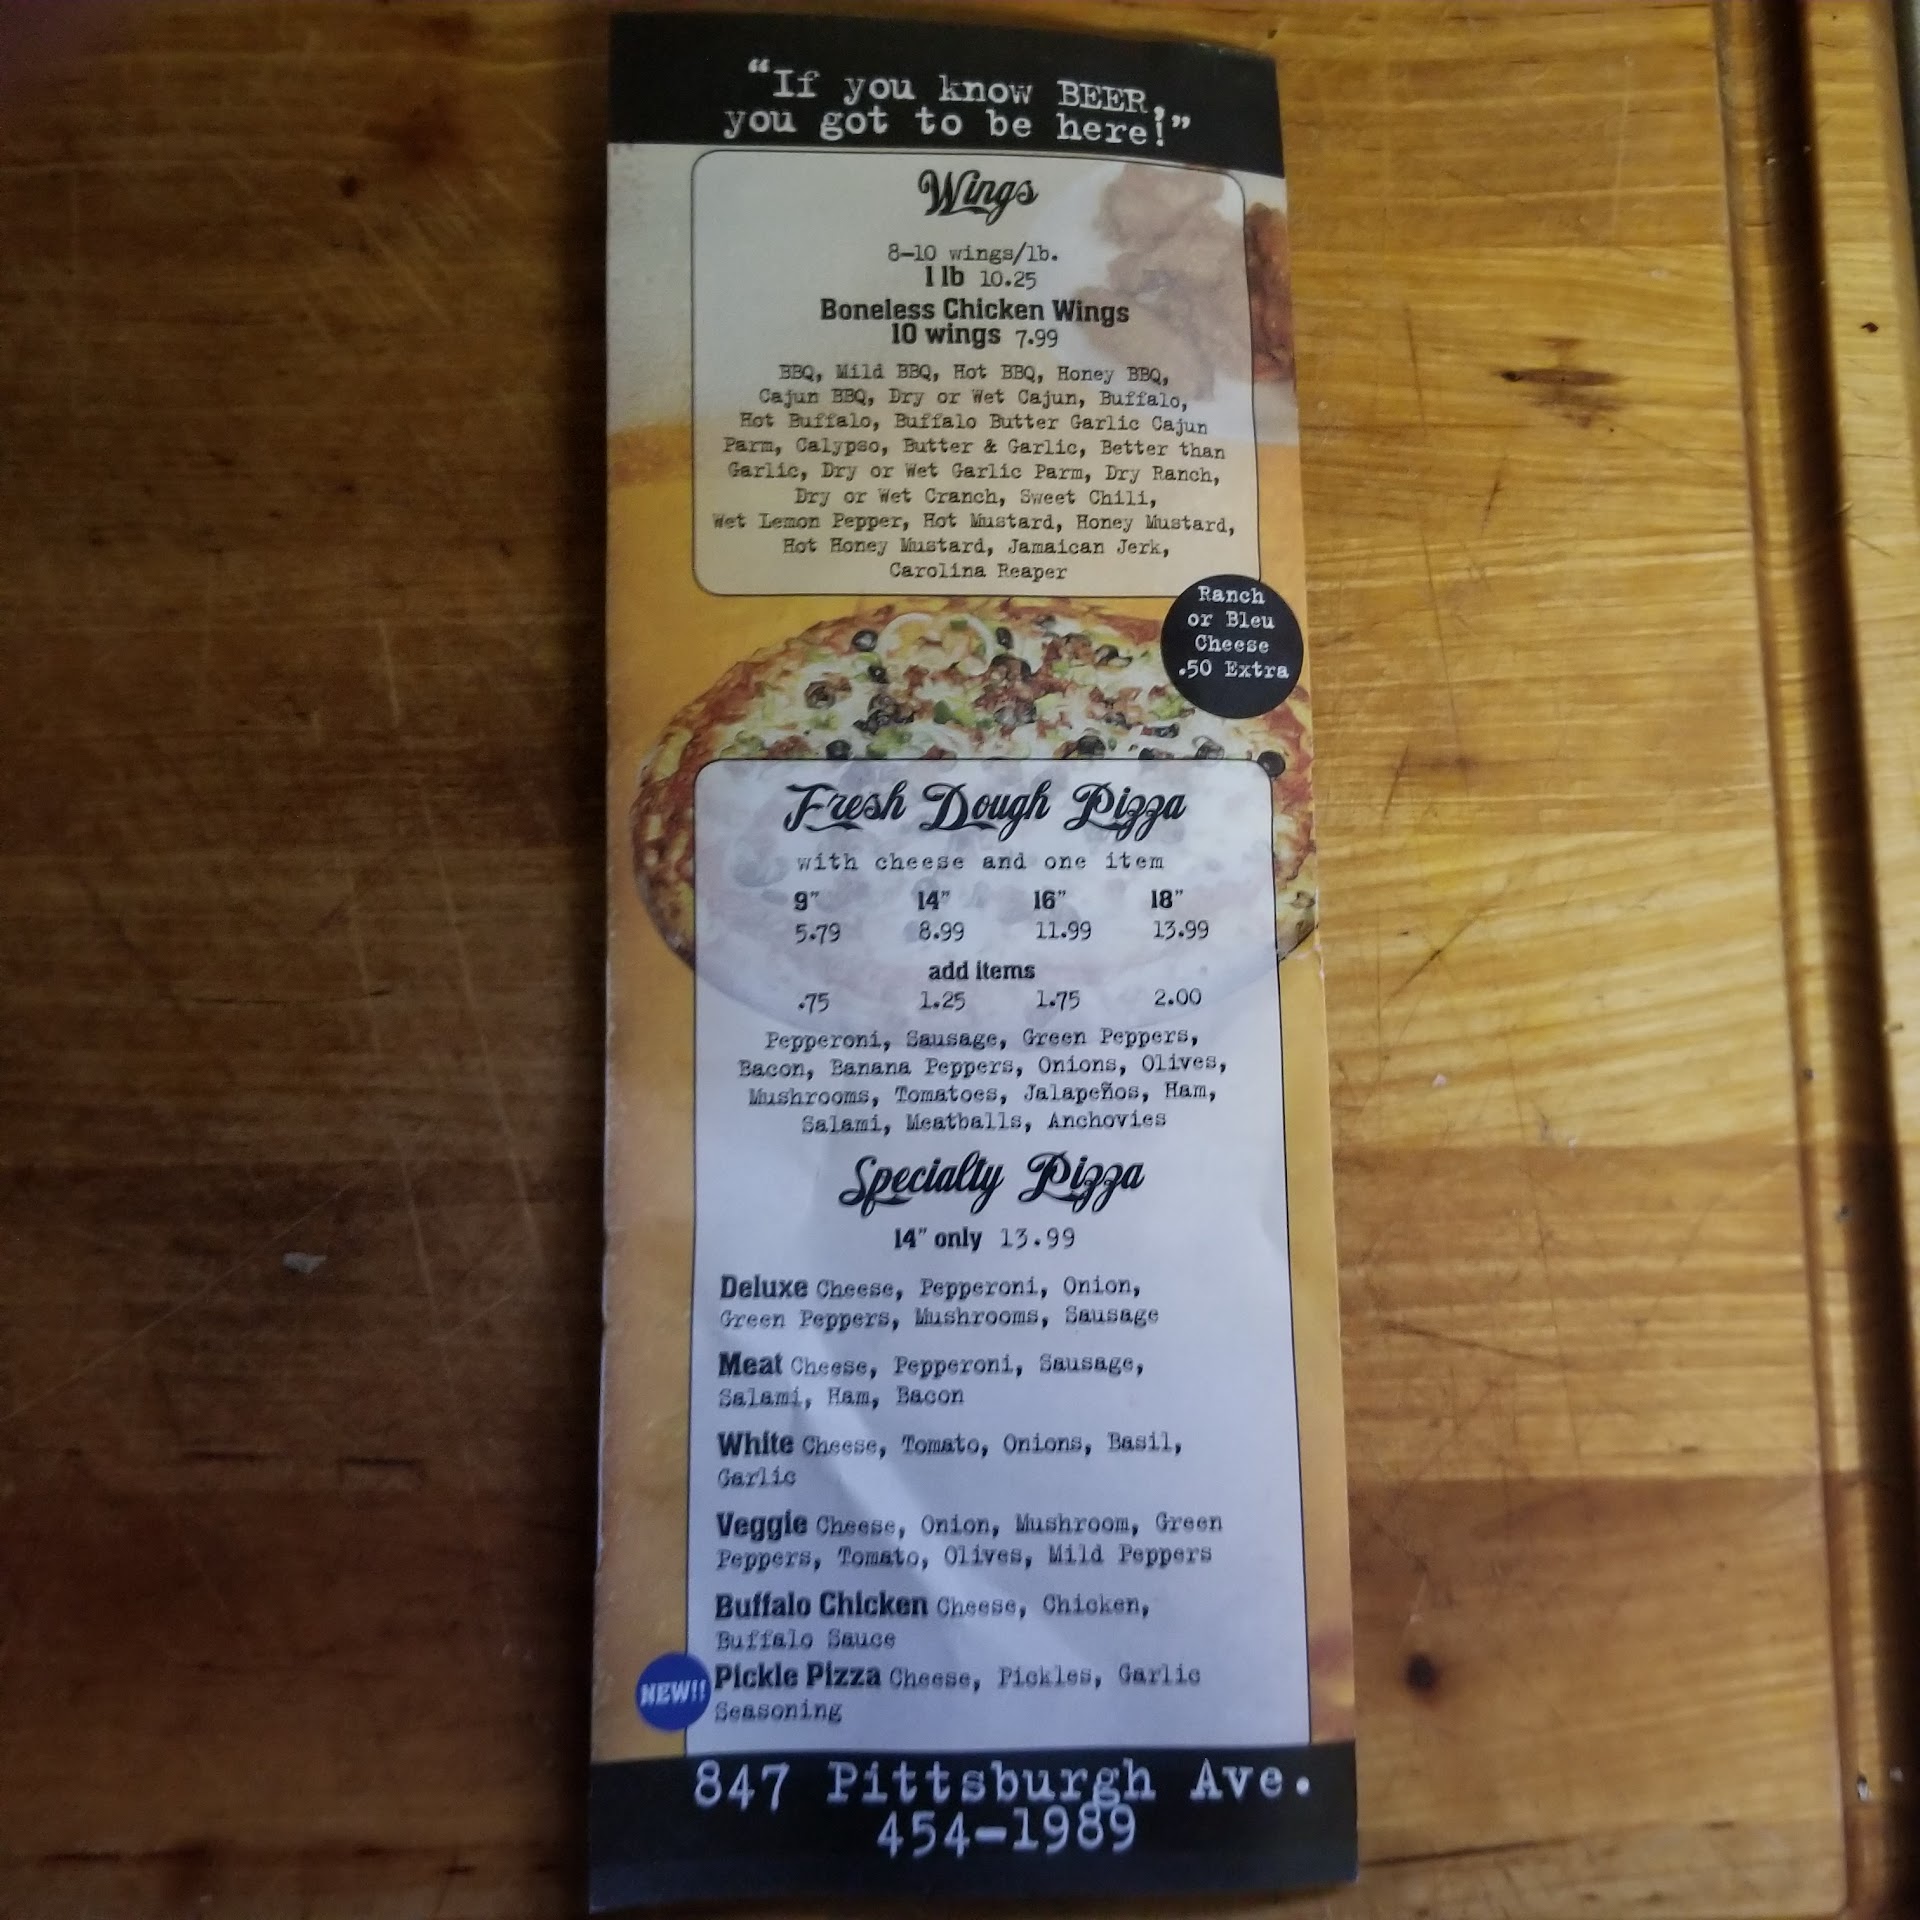 “If you know BEER,
you got to be here!”
Wings
8-10 wings/lb.
1 lb 10.25
Boneless Chicken Wings
10 wings 7.99
BBQ, Mild BBQ, Hot BBQ, Honey BBQ,
Cajun BBQ, Dry or Wet Cajun, Buffalo,
Hot Buffalo, Buffalo Butter Garlic Cajun
Parm, Calypso, Butter & Garlic, Better than
Garlic, Dry or Wet Garlic Parm, Dry Ranch,
Dry or Wet Cranch, Sweet Chili,
Wet Lemon Pepper, Hot Mustard, Honey Mustard,
Hot Honey Mustard, Jamaican Jerk,
Carolina Reaper
Ranch
or Bleu
Cheese
.50 Extra
Fresh Dough Pizza
with cheese and one item
9” 14” 16” 18”
5.79 8.99 11.99 13.99
add items
.75 1.25 1.75 2.00
Pepperoni, Sausage, Green Peppers,
Bacon, Banana Peppers, Onions, Olives,
Mushrooms, Tomatoes, Jalapeños, Ham,
Salami, Meatballs, Anchovies
Specialty Pizza
14” only 13.99
Deluxe Cheese, Pepperoni, Onion,
Green Peppers, Mushrooms, Sausage
Meat Cheese, Pepperoni, Sausage,
Salami, Ham, Bacon
White Cheese, Tomato, Onions, Basil,
Garlic
Veggie Cheese, Onion, Mushroom, Green
Peppers, Tomato, Olives, Mild Peppers
Buffalo Chicken Cheese, Chicken,
Buffalo Sauce
NEW!! Pickle Pizza Cheese, Pickles, Garlic
Seasoning
847 Pittsburgh Ave.
454-1989